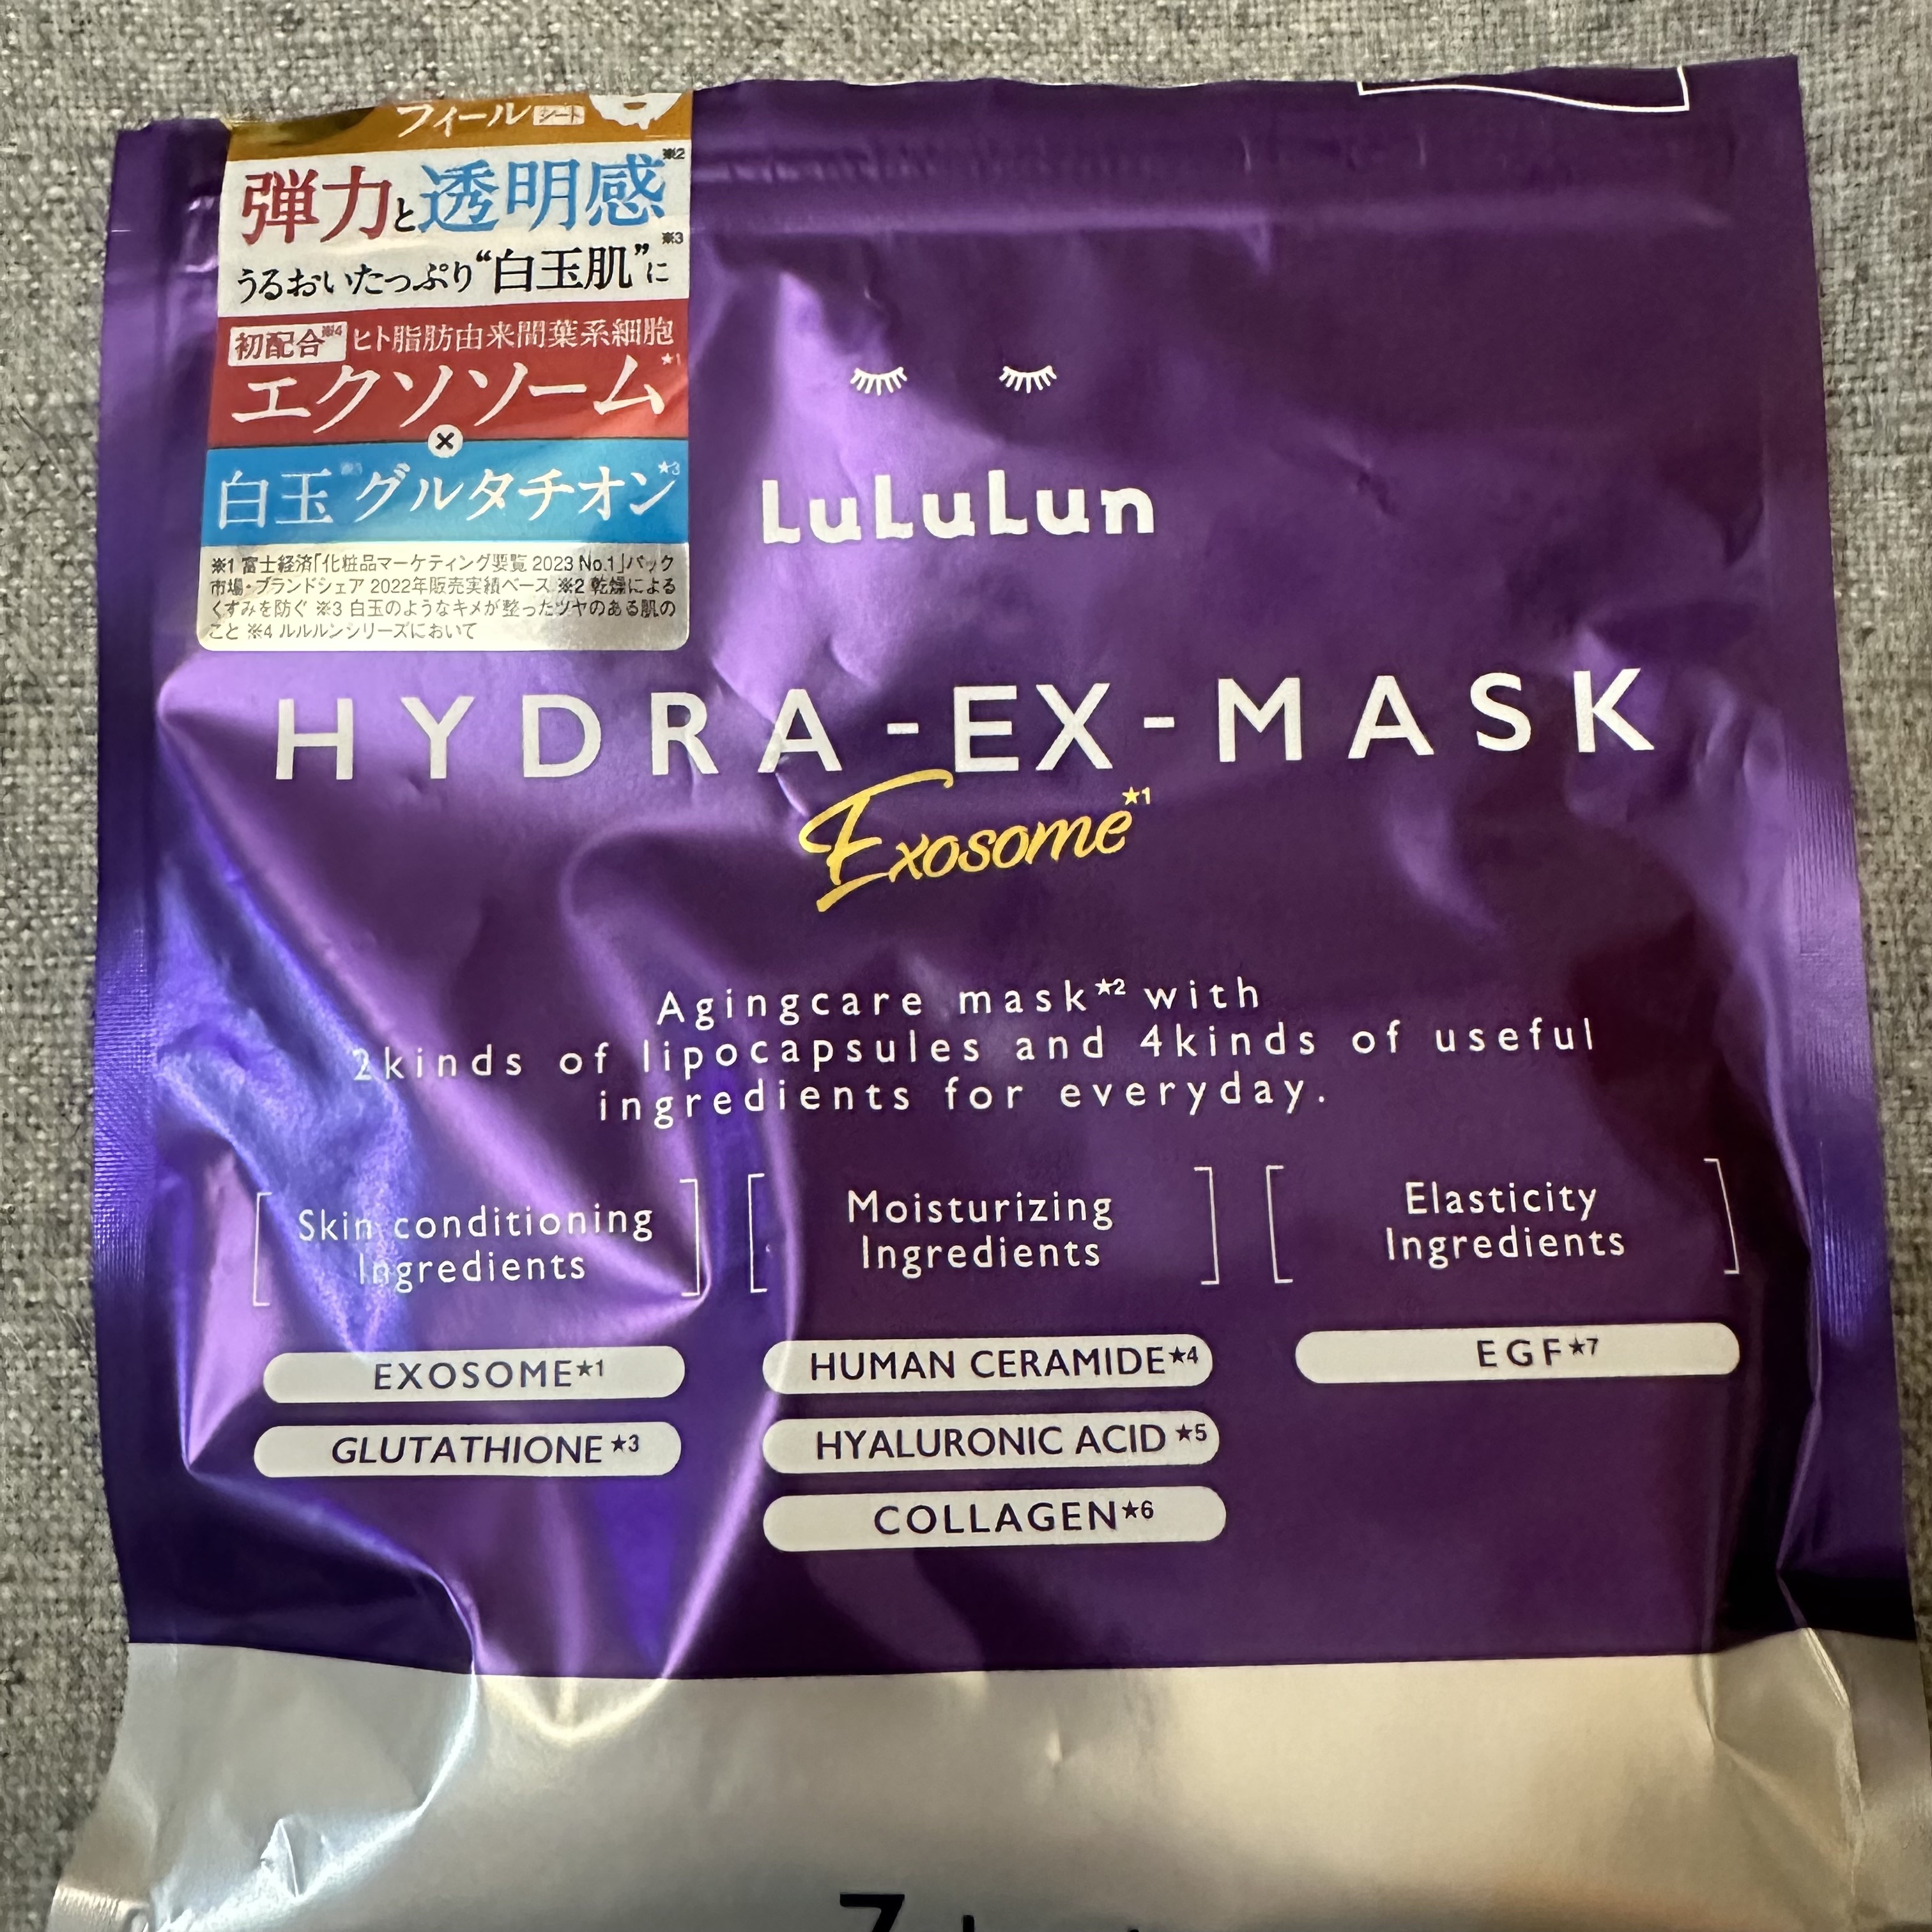 フィール シート
弾力と透明感※2
うるおいたっぷり“白玉肌”※3に
初配合※4 ヒト脂肪由来間葉系細胞
エクソソーム★1
×
白玉※3グルタチオン★3
※1 富士経済「化粧品マーケティング要覧 2023 No.1」パック
市場・ブランドシェア 2022年販売実績ベース ※2 乾燥による
くすみを防ぐ ※3 白玉のようなキメが整ったツヤのある肌の
こと ※4 ルルルンシリーズにおいて
LuLuLun
HYDRA-EX-MASK
Exosome★1
Agingcare mask★2 with
2kinds of lipocapsules and 4kinds of useful
ingredients for everyday.
Skin conditioning
Ingredients
EXOSOME★1
GLUTATHIONE★3
Moisturizing
Ingredients
HUMAN CERAMIDE★4
HYALURONIC ACID★5
COLLAGEN★6
Elasticity
Ingredients
EGF★7
7